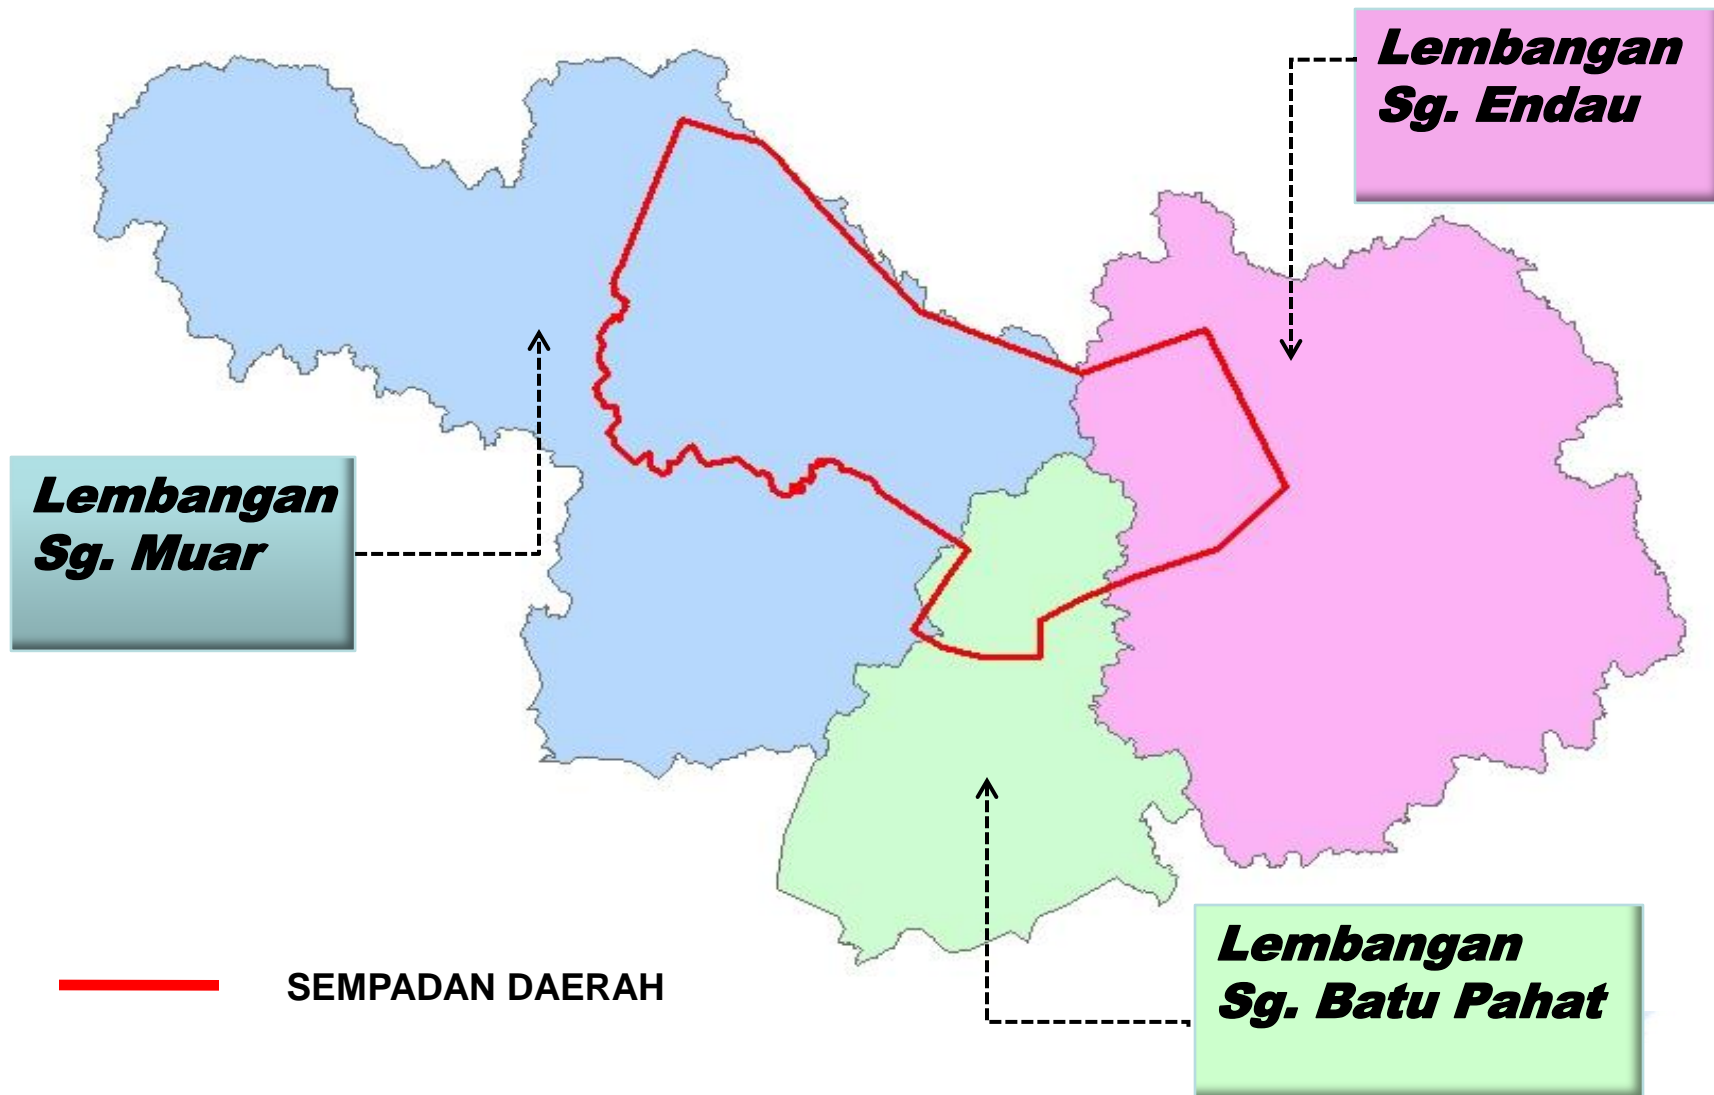 Lembangan
Sg. Endau
Lembangan
Sg. Muar
Lembangan
Sg. Batu Pahat
SEMPADAN DAERAH